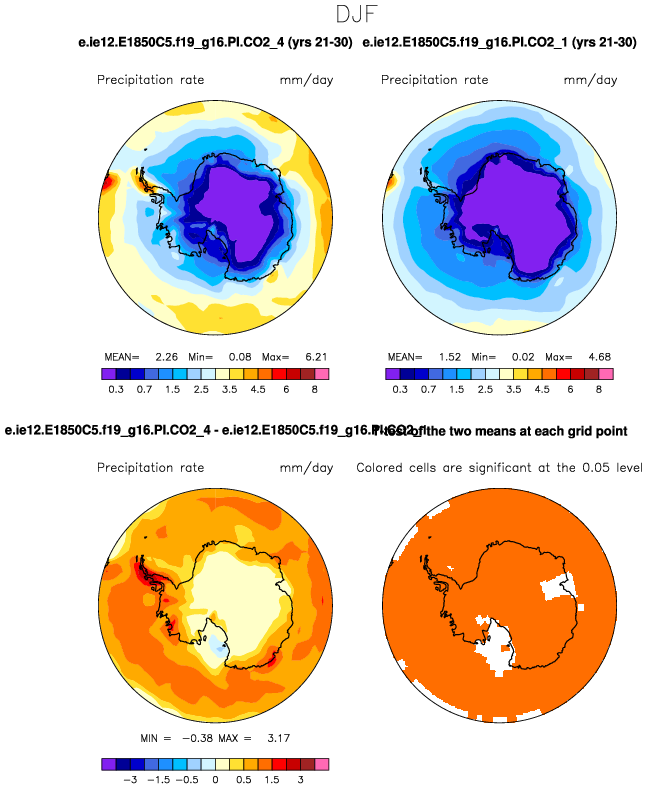 DJF
e.ie12.E1850C5.f19_g16.PI.CO2_4 (yrs 21-30) e.ie12.E1850C5.f19_g16.PI.CO2_1 (yrs 21-30)
Precipitation rate mm/day Precipitation rate mm/day
MEAN= 2.26 Min= 0.08 Max= 6.21 MEAN= 1.52 Min= 0.02 Max= 4.68
0.3 0.7 1.5 2.5 3.5 4.5 6 8 0.3 0.7 1.5 2.5 3.5 4.5 6 8
e.ie12.E1850C5.f19_g16.PI.CO2_4 - e.ie12.E1850C5.f19_g16.PI.CO2_1 of the two means at each grid point
Precipitation rate mm/day Colored cells are significant at the 0.05 level
MIN = -0.38 MAX = 3.17
-3 -1.5 -0.5 0 0.5 1.5 3